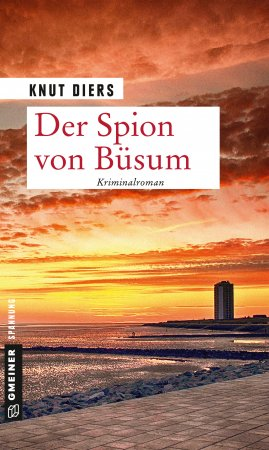 KNUT DIERS
Der Spion
von Büsum
Kriminalroman
GMEINER
SPANNUNG